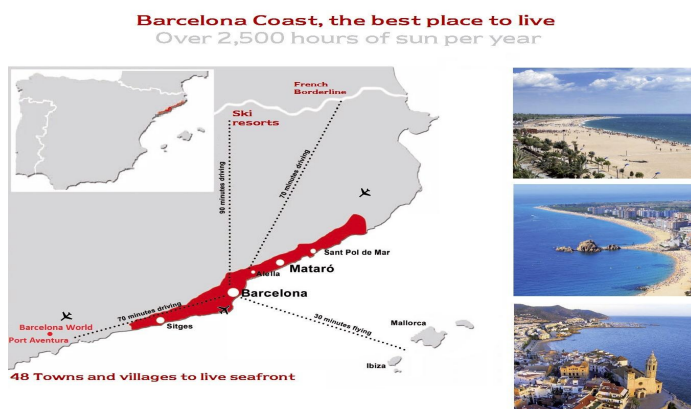 Barcelona Coast, the best place to live
Over 2,500 hours of sun per year
French
Borderline
Ski
resorts
90 minutes driving
70 minutes driving
Sant Pol de Mar
Mataró
Alella
Barcelona
70 minutes driving
30 minutes flying
Barcelona World
Port Aventura
Sitges
Mallorca
Ibiza
48 Towns and villages to live seafront